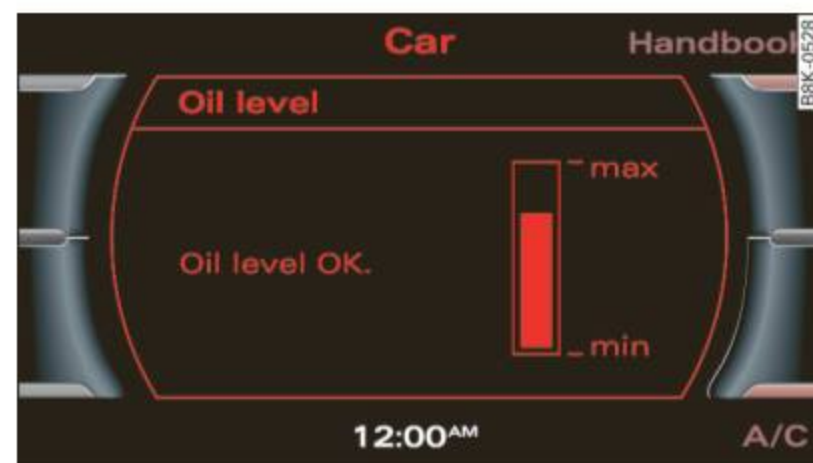 Car
Handbook
B8K-0528
Oil level
max
Oil level OK.
min
12:00AM
A/C